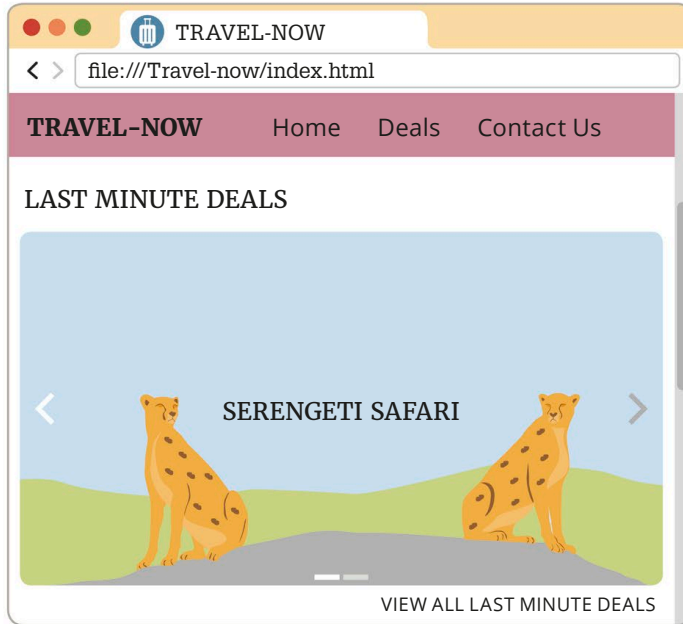 TRAVEL-NOW
file:///Travel-now/index.html
TRAVEL-NOW Home Deals Contact Us
LAST MINUTE DEALS
SERENGETI SAFARI
VIEW ALL LAST MINUTE DEALS